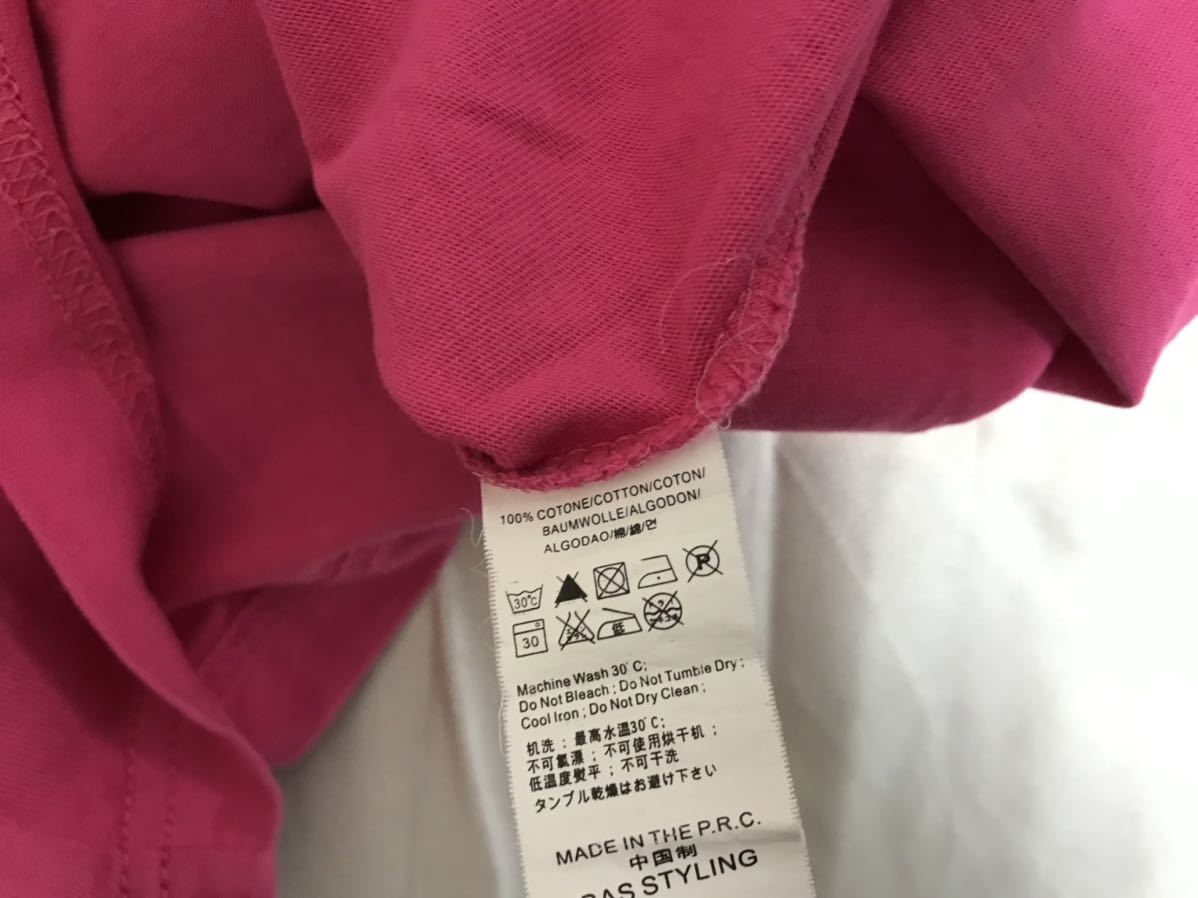 100% COTONE/COTTON/COTON/
BAUMWOLLE/ALGODON/
ALGODAO/棉/綿/면
30°C P
30 低
Machine Wash 30°C;
Do Not Bleach ; Do Not Tumble Dry ;
Cool Iron ; Do Not Dry Clean ;
机洗 ; 最高水温30°C;
不可氯漂 ; 不可使用烘干机 ;
低温度熨平 ; 不可干洗
タンブル乾燥はお避け下さい
MADE IN THE P.R.C.
中国制
STYLING